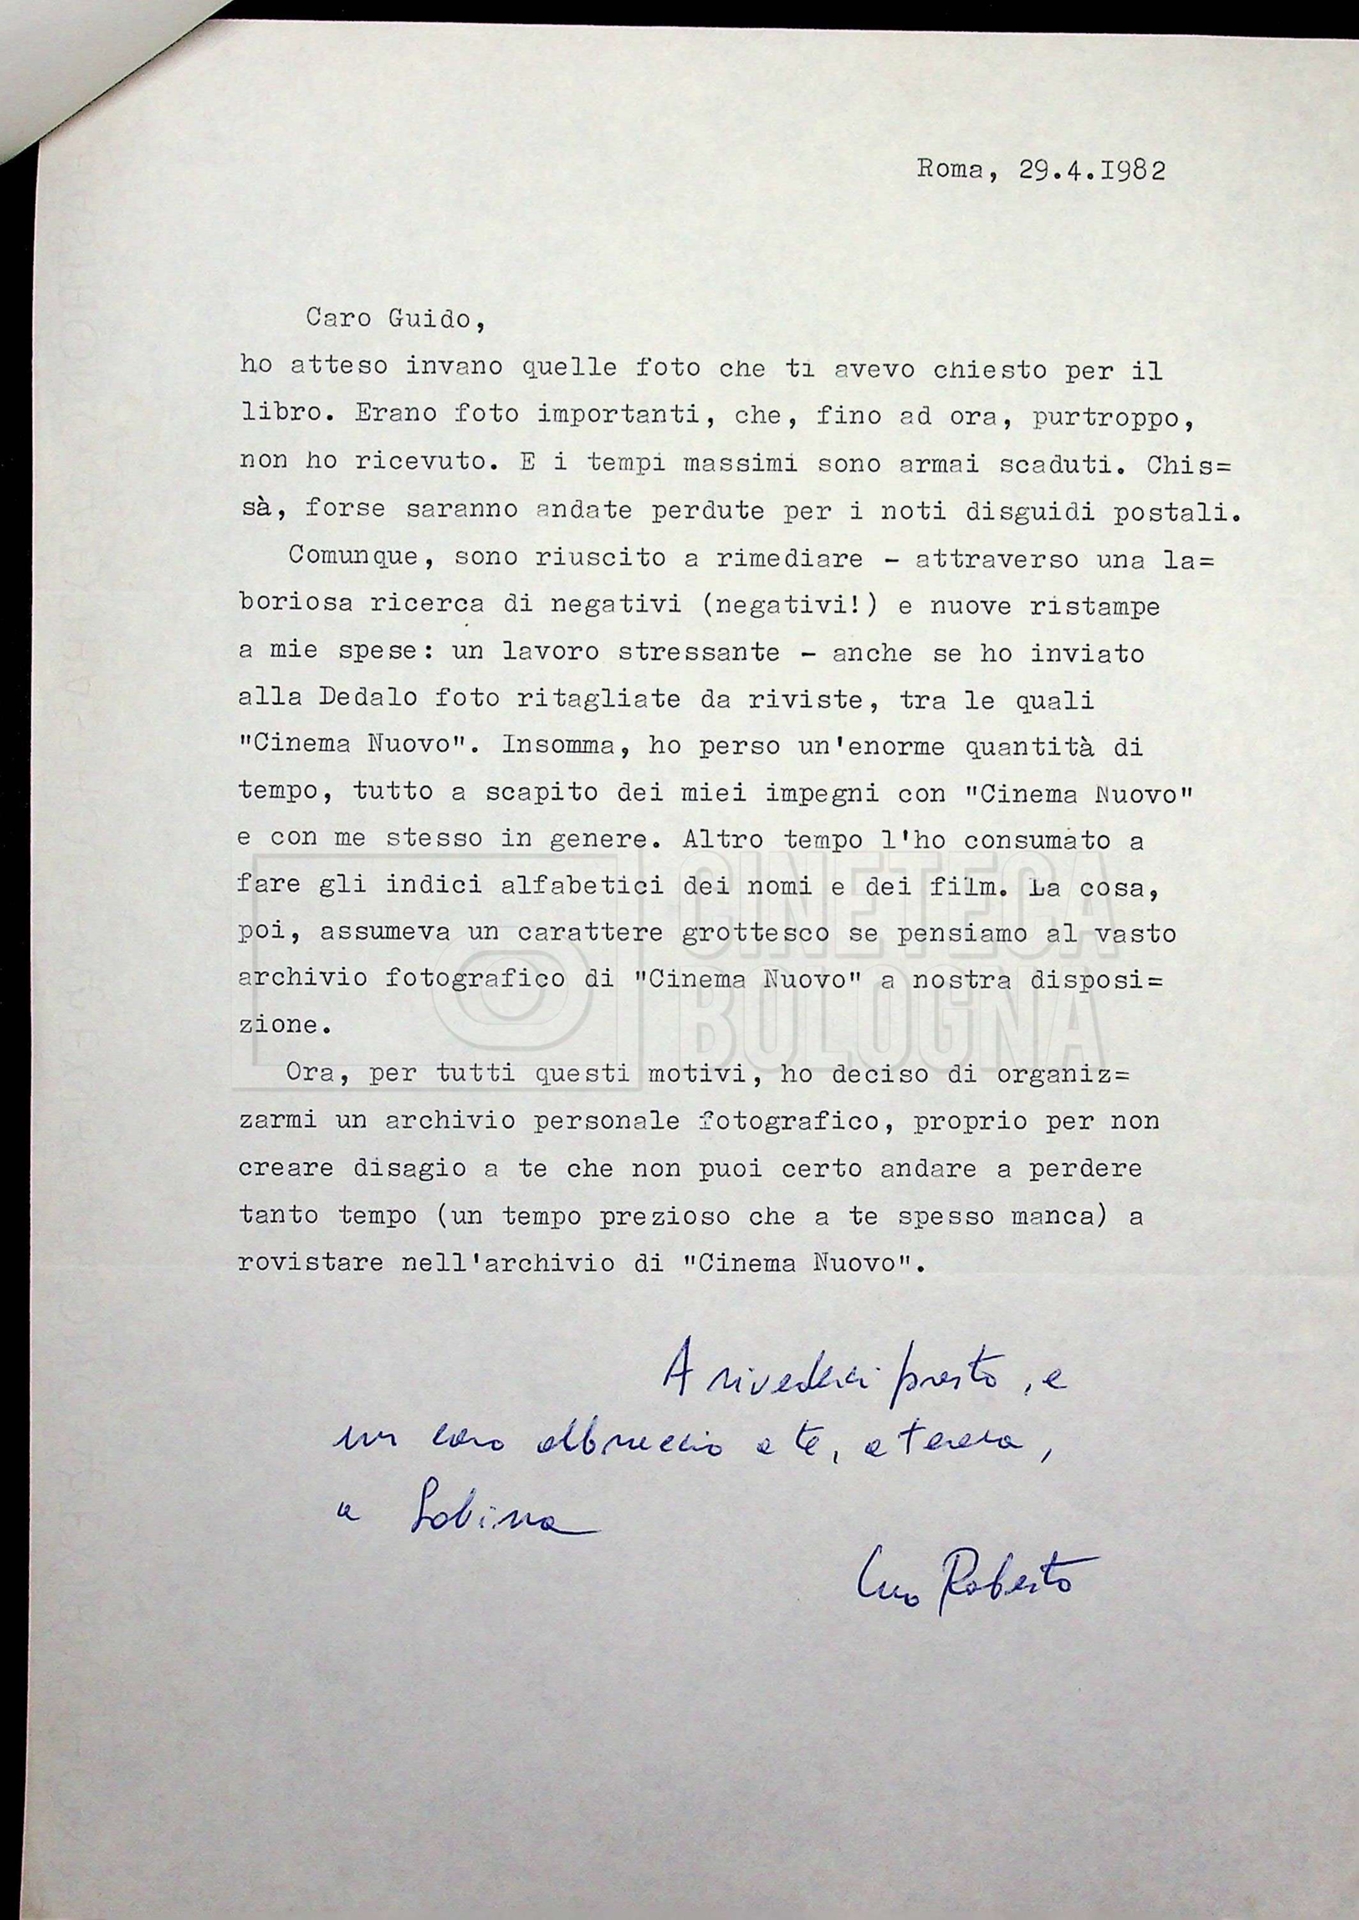 Roma, 29.4.I982
Caro Guido,
ho atteso invano quelle foto che ti avevo chiesto per il
libro. Erano foto importanti, che, fino ad ora, purtroppo,
non ho ricevuto. E i tempi massimi sono armai scaduti. Chis=
sà, forse saranno andate perdute per i noti disguidi postali.
Comunque, sono riuscito a rimediare - attraverso una la=
boriosa ricerca di negativi (negativi!) e nuove ristampe
a mie spese: un lavoro stressante - anche se ho inviato
alla Dedalo foto ritagliate da riviste, tra le quali
"Cinema Nuovo". Insomma, ho perso un'enorme quantità di
tempo, tutto a scapito dei miei impegni con "Cinema Nuovo"
e con me stesso in genere. Altro tempo l'ho consumato a
fare gli indici alfabetici dei nomi e dei film. La cosa,
poi, assumeva un carattere grottesco se pensiamo al vasto
archivio fotografico di "Cinema Nuovo" a nostra disposi=
zione.
Ora, per tutti questi motivi, ho deciso di organiz=
zarmi un archivio personale fotografico, proprio per non
creare disagio a te che non puoi certo andare a perdere
tanto tempo (un tempo prezioso che a te spesso manca) a
rovistare nell'archivio di "Cinema Nuovo".
A rivederci presto, e
un caro abbraccio a te, a Teresa,
a Sabina
Tuo Roberto
CINETECA
BOLOGNA